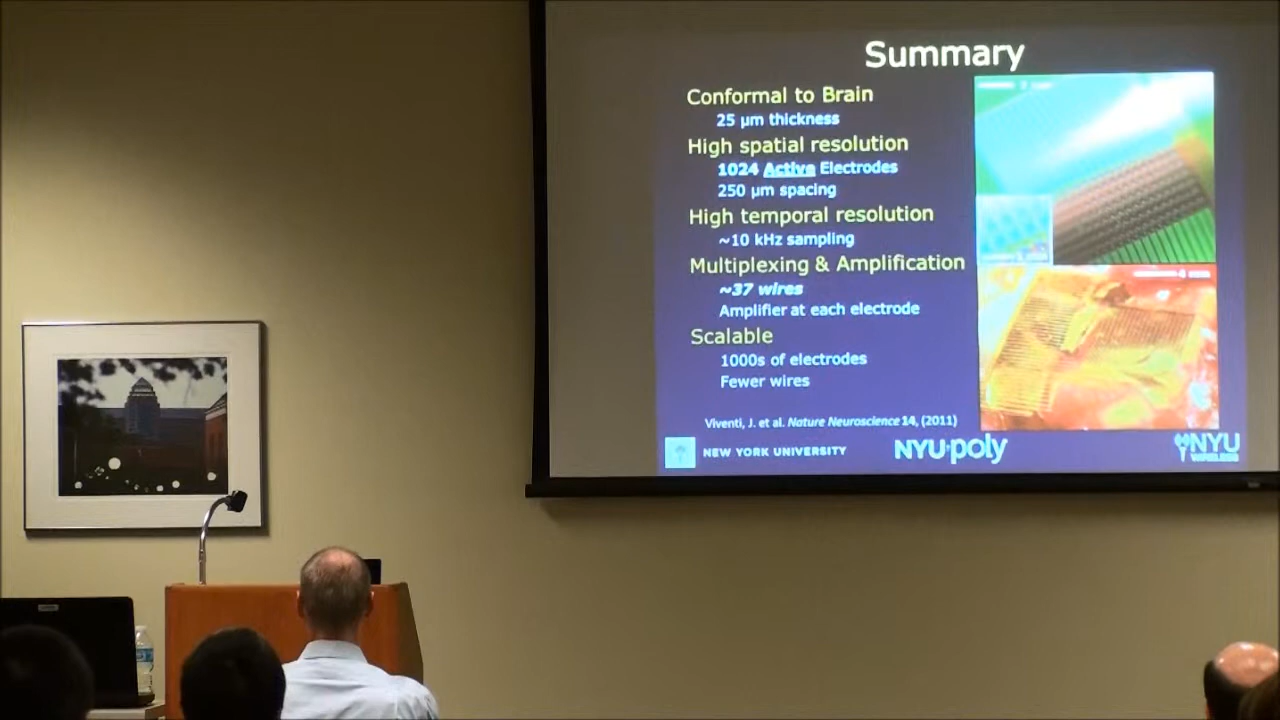 Summary
Conformal to Brain
25 µm thickness
High spatial resolution
1024 Active Electrodes
250 µm spacing
High temporal resolution
~10 kHz sampling
Multiplexing & Amplification
~37 wires
Amplifier at each electrode
Scalable
1000s of electrodes
Fewer wires
Viventi, J. et al. Nature Neuroscience 14, (2011)
NEW YORK UNIVERSITY
NYU·poly
NYU
WIRELESS